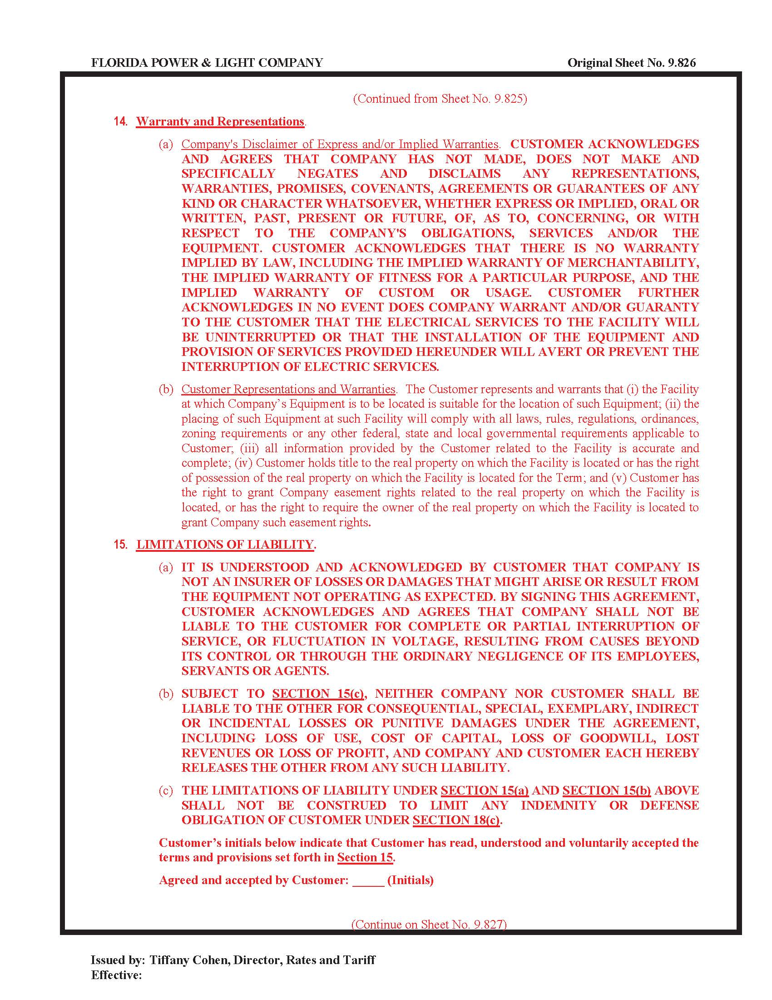 FLORIDA POWER & LIGHT COMPANY Original Sheet No. 9.826
(Continued from Sheet No. 9.825)
14. Warranty and Representations.
(a) Company's Disclaimer of Express and/or Implied Warranties. CUSTOMER ACKNOWLEDGES
AND AGREES THAT COMPANY HAS NOT MADE, DOES NOT MAKE AND
SPECIFICALLY NEGATES AND DISCLAIMS ANY REPRESENTATIONS,
WARRANTIES, PROMISES, COVENANTS, AGREEMENTS OR GUARANTEES OF ANY
KIND OR CHARACTER WHATSOEVER, WHETHER EXPRESS OR IMPLIED, ORAL OR
WRITTEN, PAST, PRESENT OR FUTURE, OF, AS TO, CONCERNING, OR WITH
RESPECT TO THE COMPANY'S OBLIGATIONS, SERVICES AND/OR THE
EQUIPMENT. CUSTOMER ACKNOWLEDGES THAT THERE IS NO WARRANTY
IMPLIED BY LAW, INCLUDING THE IMPLIED WARRANTY OF MERCHANTABILITY,
THE IMPLIED WARRANTY OF FITNESS FOR A PARTICULAR PURPOSE, AND THE
IMPLIED WARRANTY OF CUSTOM OR USAGE. CUSTOMER FURTHER
ACKNOWLEDGES IN NO EVENT DOES COMPANY WARRANT AND/OR GUARANTY
TO THE CUSTOMER THAT THE ELECTRICAL SERVICES TO THE FACILITY WILL
BE UNINTERRUPTED OR THAT THE INSTALLATION OF THE EQUIPMENT AND
PROVISION OF SERVICES PROVIDED HEREUNDER WILL AVERT OR PREVENT THE
INTERRUPTION OF ELECTRIC SERVICES.
(b) Customer Representations and Warranties. The Customer represents and warrants that (i) the Facility
at which Company’s Equipment is to be located is suitable for the location of such Equipment; (ii) the
placing of such Equipment at such Facility will comply with all laws, rules, regulations, ordinances,
zoning requirements or any other federal, state and local governmental requirements applicable to
Customer; (iii) all information provided by the Customer related to the Facility is accurate and
complete; (iv) Customer holds title to the real property on which the Facility is located or has the right
of possession of the real property on which the Facility is located for the Term; and (v) Customer has
the right to grant Company easement rights related to the real property on which the Facility is
located, or has the right to require the owner of the real property on which the Facility is located to
grant Company such easement rights.
15. LIMITATIONS OF LIABILITY.
(a) IT IS UNDERSTOOD AND ACKNOWLEDGED BY CUSTOMER THAT COMPANY IS
NOT AN INSURER OF LOSSES OR DAMAGES THAT MIGHT ARISE OR RESULT FROM
THE EQUIPMENT NOT OPERATING AS EXPECTED. BY SIGNING THIS AGREEMENT,
CUSTOMER ACKNOWLEDGES AND AGREES THAT COMPANY SHALL NOT BE
LIABLE TO THE CUSTOMER FOR COMPLETE OR PARTIAL INTERRUPTION OF
SERVICE, OR FLUCTUATION IN VOLTAGE, RESULTING FROM CAUSES BEYOND
ITS CONTROL OR THROUGH THE ORDINARY NEGLIGENCE OF ITS EMPLOYEES,
SERVANTS OR AGENTS.
(b) SUBJECT TO SECTION 15(c), NEITHER COMPANY NOR CUSTOMER SHALL BE
LIABLE TO THE OTHER FOR CONSEQUENTIAL, SPECIAL, EXEMPLARY, INDIRECT
OR INCIDENTAL LOSSES OR PUNITIVE DAMAGES UNDER THE AGREEMENT,
INCLUDING LOSS OF USE, COST OF CAPITAL, LOSS OF GOODWILL, LOST
REVENUES OR LOSS OF PROFIT, AND COMPANY AND CUSTOMER EACH HEREBY
RELEASES THE OTHER FROM ANY SUCH LIABILITY.
(c) THE LIMITATIONS OF LIABILITY UNDER SECTION 15(a) AND SECTION 15(b) ABOVE
SHALL NOT BE CONSTRUED TO LIMIT ANY INDEMNITY OR DEFENSE
OBLIGATION OF CUSTOMER UNDER SECTION 18(c).
Customer’s initials below indicate that Customer has read, understood and voluntarily accepted the
terms and provisions set forth in Section 15.
Agreed and accepted by Customer: _____ (Initials)
(Continue on Sheet No. 9.827)
Issued by: Tiffany Cohen, Director, Rates and Tariff
Effective: